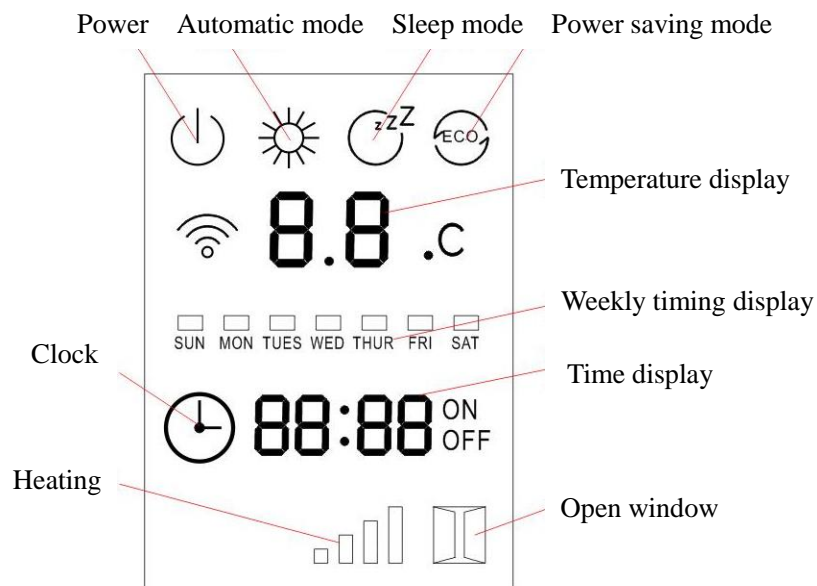 Power Automatic mode Sleep mode Power saving mode
zzZ ECO
Temperature display
8.8 .C
Weekly timing display
SUN MON TUES WED THUR FRI SAT
Clock
Time display
88:88 ON
OFF
Heating
Open window